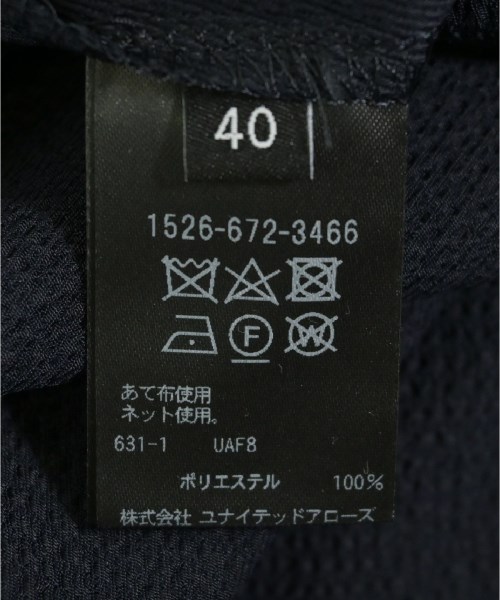 40
1526-672-3466
F W
あて布使用
ネット使用。
631-1 UAF8
ポリエステル 100%
株式会社 ユナイテッドアローズ